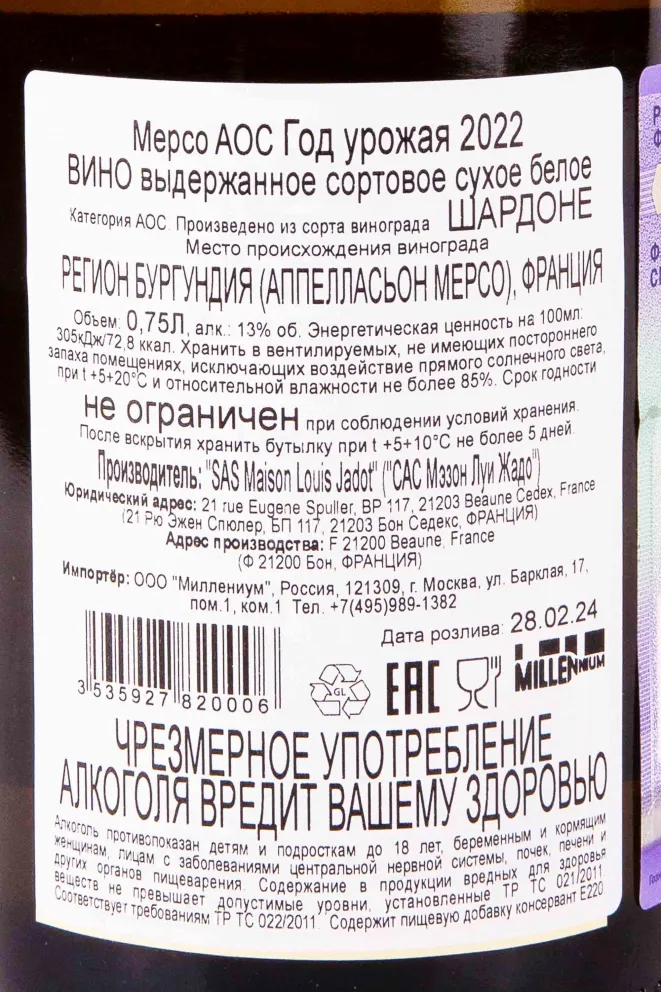 Мерсо АОС Год урожая 2022
ВИНО выдержанное сортовое сухое белое
Категория АОС. Произведено из сорта винограда ШАРДОНЕ
Место происхождения винограда
РЕГИОН БУРГУНДИЯ (АППЕЛЛАСЬОН МЕРСО), ФРАНЦИЯ
Объем: 0,75Л, алк.: 13% об. Энергетическая ценность на 100мл:
305кДж/72,8 ккал. Хранить в вентилируемых, не имеющих постороннего
запаха помещениях, исключающих воздействие прямого солнечного света,
при t +5+20°С и относительной влажности не более 85%. Срок годности
не ограничен при соблюдении условий хранения.
После вскрытия хранить бутылку при t +5+10°С не более 5 дней.
Производитель: "SAS Maison Louis Jadot" ("САС Мэзон Луи Жадо")
Юридический адрес: 21 rue Eugene Spuller, BP 117, 21203 Beaune Cedex, France
(21 Рю Эжен Спюлер, БП 117, 21203 Бон Седекс, ФРАНЦИЯ)
Адрес производства: F 21200 Beaune, France
(Ф 21200 Бон, ФРАНЦИЯ)
Импортёр: ООО "Миллениум", Россия, 121309, г. Москва, ул. Барклая, 17,
пом.1, ком.1 Тел. +7(495)989-1382
Дата розлива: 28.02.24
3 535927 820006
GL
EAC
MILLENNIUM
ЧРЕЗМЕРНОЕ УПОТРЕБЛЕНИЕ
АЛКОГОЛЯ ВРЕДИТ ВАШЕМУ ЗДОРОВЬЮ
Алкоголь противопоказан детям и подросткам до 18 лет, беременным и кормящим
женщинам, лицам с заболеваниями центральной нервной системы, почек, печени и
других органов пищеварения. Содержание в продукции вредных для здоровья
веществ не превышает допустимые уровни, установленные ТР ТС 021/2011.
Соответствует требованиям ТР ТС 022/2011. Содержит пищевую добавку консервант Е220